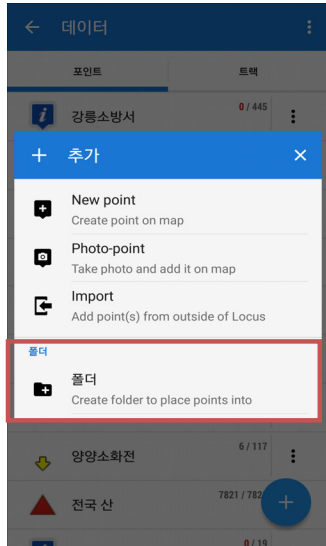 데이터
포인트 트랙
강릉소방서 0 / 445
추가
New point
Create point on map
Photo-point
Take photo and add it on map
Import
Add point(s) from outside of Locus
폴더
폴더
Create folder to place points into
양양소화전 6 / 117
전국 산 7821 / 782
0 / 19